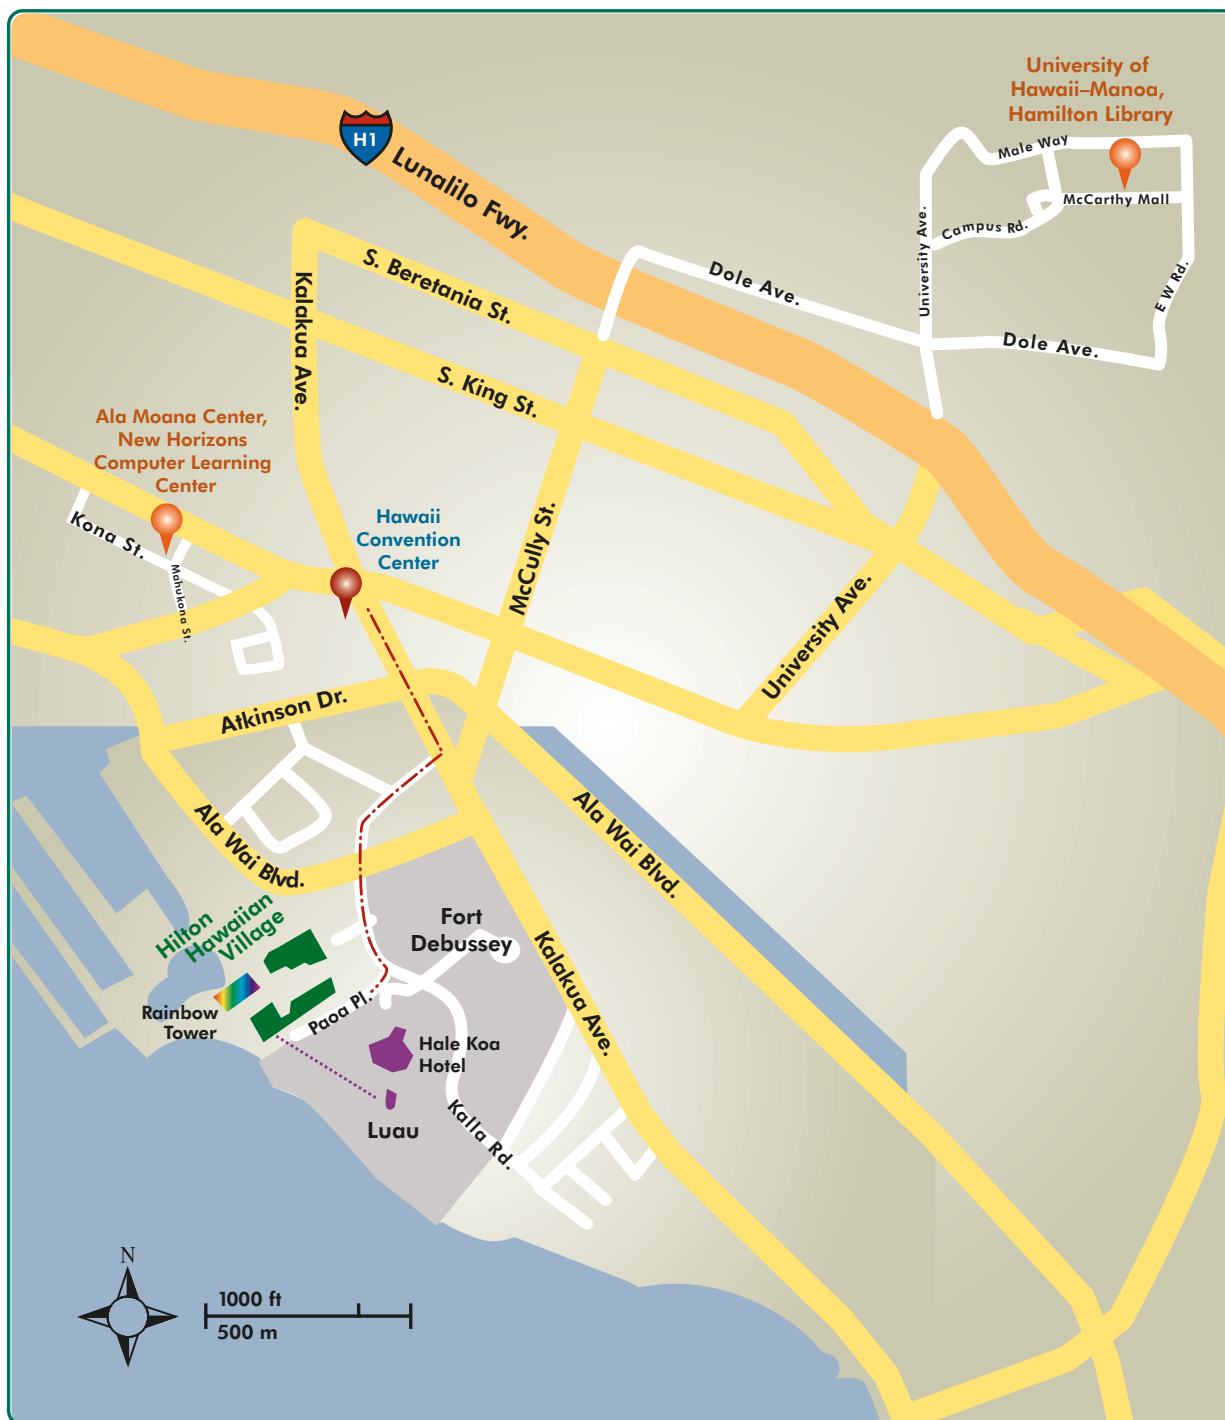 University of
Hawaii–Manoa,
Hamilton Library
H1
Male Way
Lunalilo Fwy.
McCarthy Mall
University Ave.
Campus Rd.
Dole Ave.
S. Beretania St.
E W Rd.
Kalakua Ave.
Dole Ave.
S. King St.
Ala Moana Center,
New Horizons
Computer Learning
Center
Kona St.
Hawaii
Convention
Center
McCully St.
Mahukona St.
University Ave.
Atkinson Dr.
Ala Wai Blvd.
Ala Wai Blvd.
Hilton
Hawaiian
Village
Fort
Debussey
Kalakua Ave.
Rainbow
Tower
Paoa Pl.
Hale Koa
Hotel
Luau
Kalla Rd.
N
1000 ft
500 m